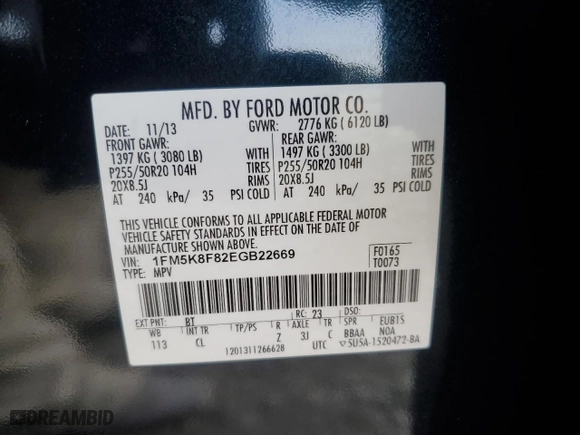 MFD. BY FORD MOTOR CO.
DATE: 11/13 GVWR: 2776 KG ( 6120 LB)
FRONT GAWR: REAR GAWR:
1397 KG ( 3080 LB) WITH 1497 KG ( 3300 LB) WITH
P255/50R20 104H TIRES P255/50R20 104H TIRES
20X8.5J RIMS 20X8.5J RIMS
AT 240 kPa/ 35 PSI COLD AT 240 kPa/ 35 PSI COLD
THIS VEHICLE CONFORMS TO ALL APPLICABLE FEDERAL MOTOR
VEHICLE SAFETY STANDARDS IN EFFECT ON THE DATE OF
MANUFACTURE SHOWN ABOVE.
VIN: 1FM5K8F82EGB22669 F0165
TYPE: MPV T0073
EXT PNT: BT RC: 23 DSO:
WB INT TR TP/PS R AXLE TR SPR EUB1S
113 CL Z 3J C BBAA NOA
1201311266628 UTC ▽5U5A-1520472-BA
DREAMBID